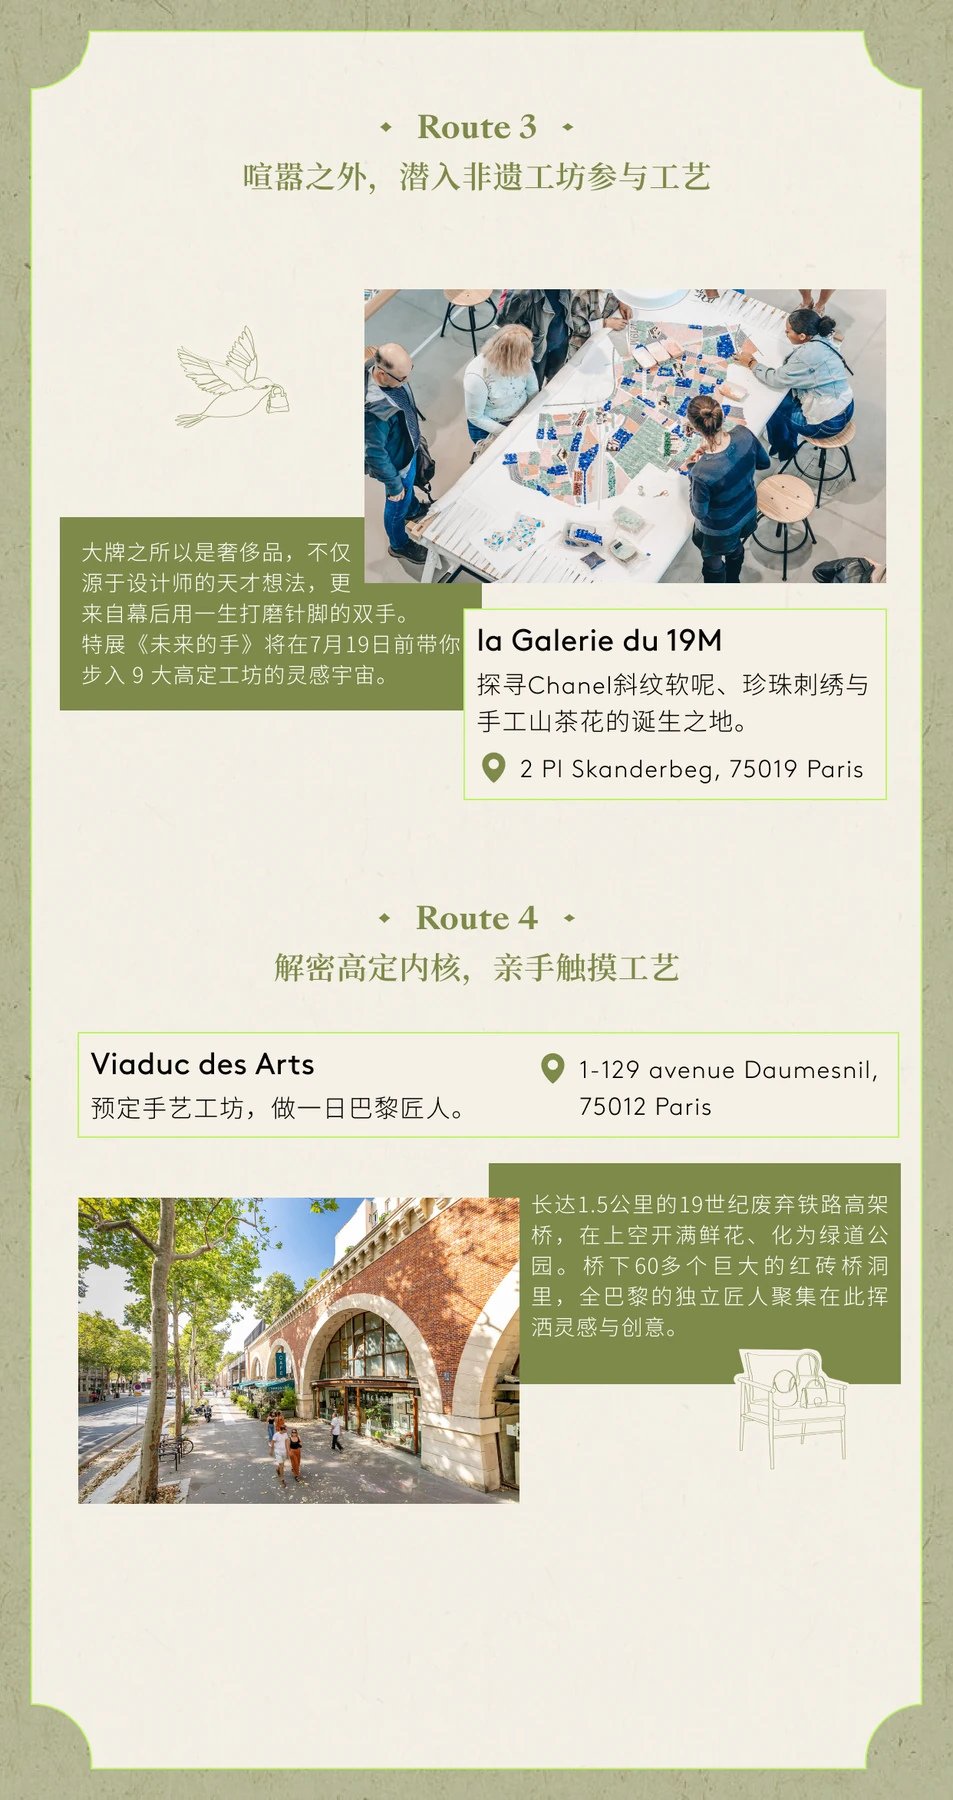 Route 3
喧嚣之外，潜入非遗工坊参与工艺
大牌之所以是奢侈品，不仅
源于设计师的天才想法，更
来自幕后用一生打磨针脚的双手。
特展《未来的手》将在7月19日前带你
步入 9 大高定工坊的灵感宇宙。
la Galerie du 19M
探寻Chanel斜纹软呢、珍珠刺绣与
手工山茶花的诞生之地。
2 Pl Skanderbeg, 75019 Paris
Route 4
解密高定内核，亲手触摸工艺
Viaduc des Arts
预定手艺工坊，做一日巴黎匠人。
1-129 avenue Daumesnil,
75012 Paris
长达1.5公里的19世纪废弃铁路高架
桥，在上空开满鲜花、化为绿道公
园。桥下60多个巨大的红砖桥洞
里，全巴黎的独立匠人聚集在此挥
洒灵感与创意。